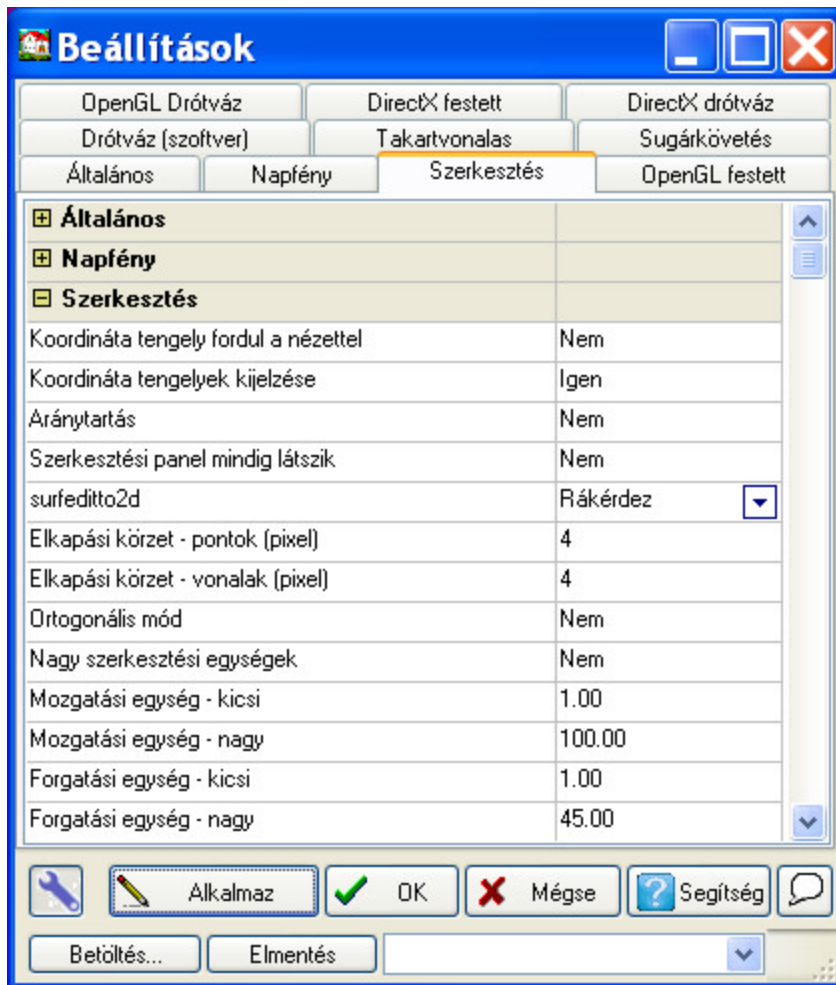 Beállítások
OpenGL Drótváz DirectX festett DirectX drótváz
Drótváz (szoftver) Takartvonalas Sugárkövetés
Általános Napfény Szerkesztés OpenGL festett
Általános
Napfény
Szerkesztés
Koordináta tengely fordul a nézettel Nem
Koordináta tengelyek kijelzése Igen
Aránytartás Nem
Szerkesztési panel mindig látszik Nem
surfeditto2d Rákérdez
Elkapási körzet - pontok (pixel) 4
Elkapási körzet - vonalak (pixel) 4
Ortogonális mód Nem
Nagy szerkesztési egységek Nem
Mozgatási egység - kicsi 1.00
Mozgatási egység - nagy 100.00
Forgatási egység - kicsi 1.00
Forgatási egység - nagy 45.00
Alkalmaz OK Mégse Segítség
Betöltés... Elmentés